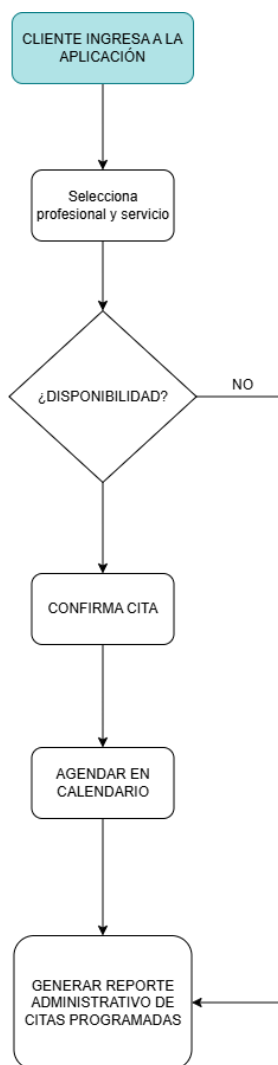 CLIENTE INGRESA A LA
APLICACIÓN
Selecciona
profesional y servicio
¿DISPONIBILIDAD?
NO
CONFIRMA CITA
AGENDAR EN
CALENDARIO
GENERAR REPORTE
ADMINISTRATIVO DE
CITAS PROGRAMADAS